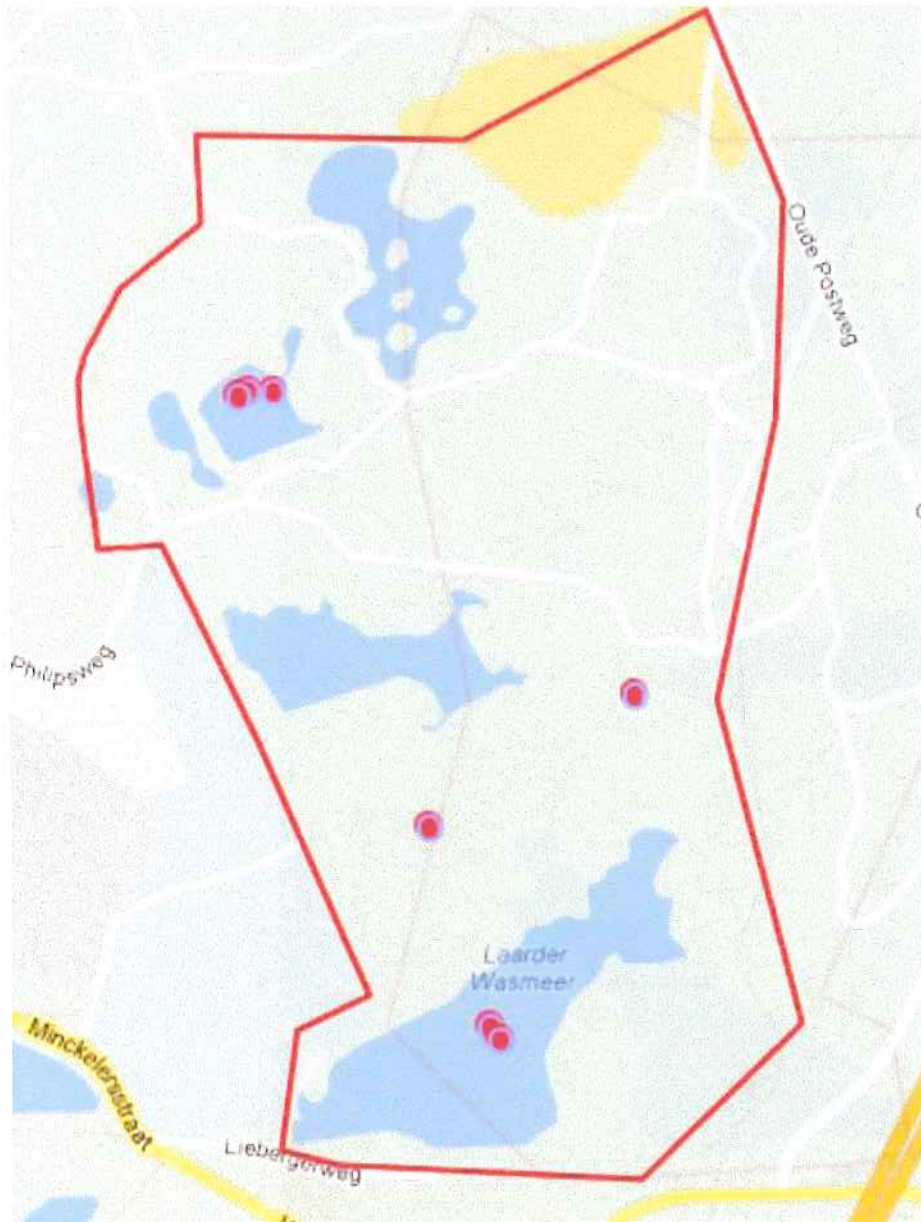 Oude Postweg
Philipsweg
Laarder
Wasmeer
Minckelersstraat
Liebergerweg